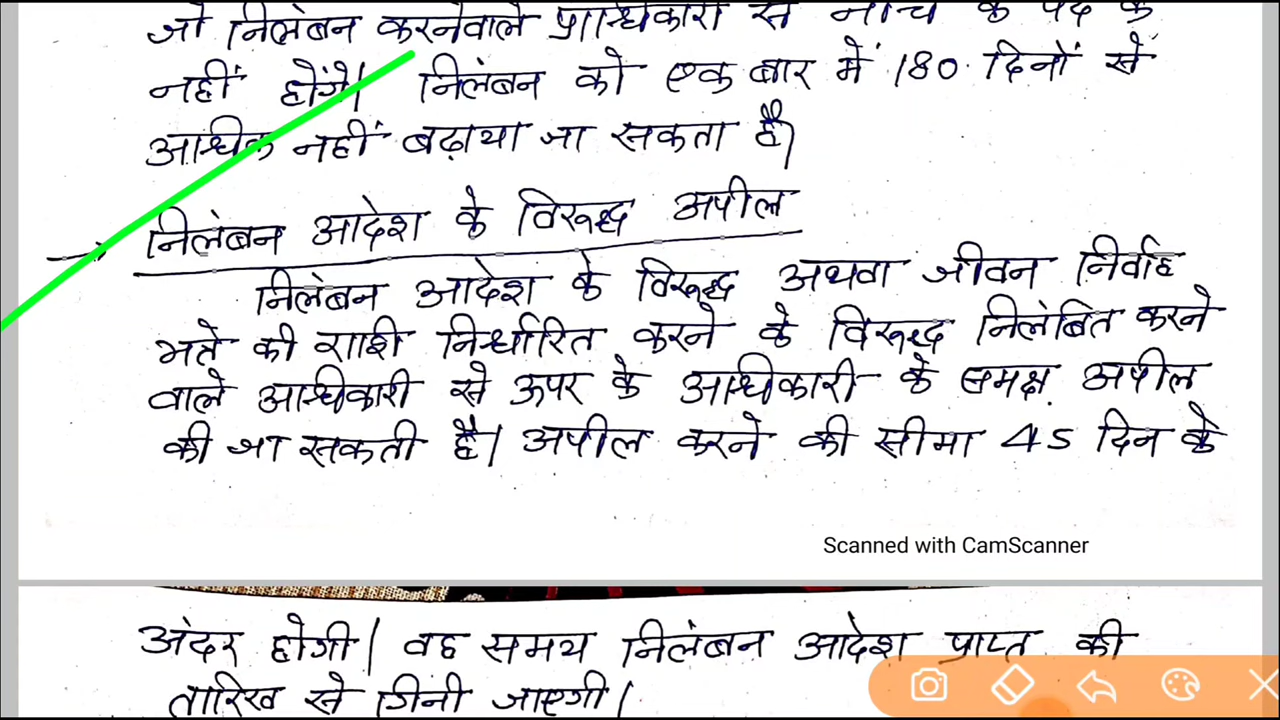 जो निलंबन करनेवाले प्राधिकारी से नीचे के पद के
नहीं होंगे। निलंबन को एक बार में 180 दिनों से
अधिक नहीं बढ़ाया जा सकता है।
निलंबन आदेश के विरूद्ध अपील
निलंबन आदेश के विरूद्ध अथवा जीवन निर्वाह
भत्ते की राशि निर्धारित करने के विरूद्ध निलंबित करने
वाले अधिकारी से ऊपर के अधिकारी के समक्ष अपील
की जा सकती है। अपील करने की सीमा 45 दिन के
Scanned with CamScanner
अंदर होगी। वह समय निलंबन आदेश प्राप्त की
तारिख से गिनी जाएगी।